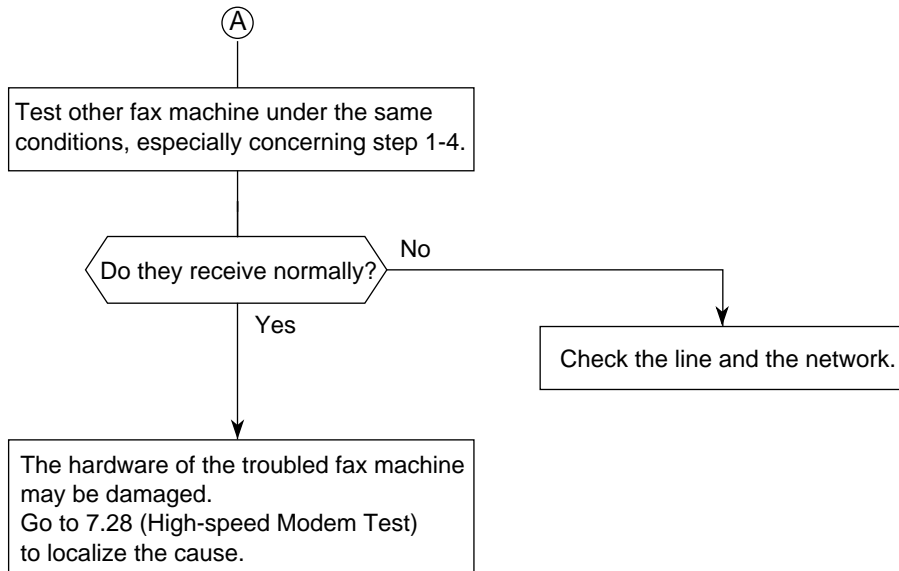 A
Test other fax machine under the same
conditions, especially concerning step 1-4.
Do they receive normally?
No
Yes
Check the line and the network.
The hardware of the troubled fax machine
may be damaged.
Go to 7.28 (High-speed Modem Test)
to localize the cause.